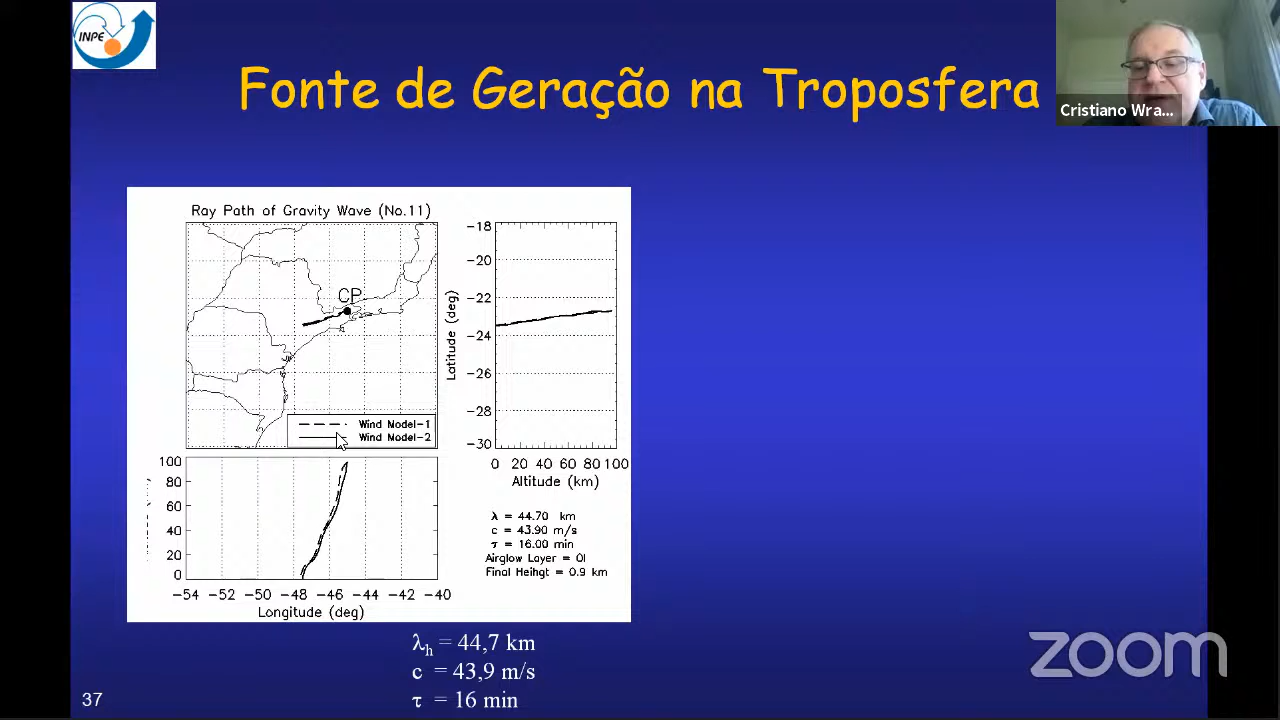 INPE
Fonte de Geração na Troposfera
Cristiano Wra...
Ray Path of Gravity Wave (No.11)
CP
Wind Model-1
Wind Model-2
-18
-20
-22
-24
-26
-28
-30
Latitude (deg)
0 20 40 60 80 100
Altitude (km)
100
80
60
40
20
0
-54 -52 -50 -48 -46 -44 -42 -40
Longitude (deg)
λ = 44.70 km
c = 43.90 m/s
τ = 16.00 min
Airglow Layer = OI
Final Heihgt = 0.9 km
λh = 44,7 km
c = 43,9 m/s
τ = 16 min
37
zoom